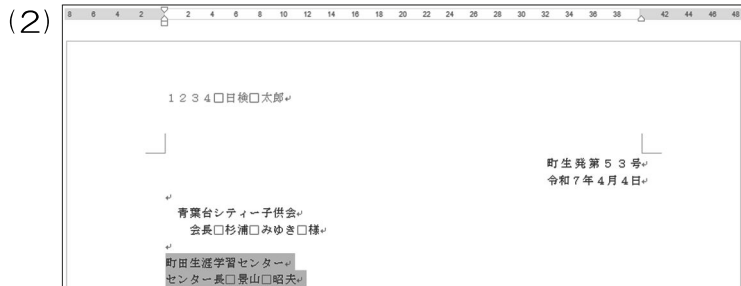 (2)
8 6 4 2 2 4 6 8 10 12 14 16 18 20 22 24 26 28 30 32 34 36 38 42 44 46 48
1234□日検□太郎↵
町生発第53号↵
令和7年4月4日↵
↵
青葉台シティー子供会↵
会長□杉浦□みゆき□様↵
↵
町田生涯学習センター↵
センター長□景山□昭夫↵